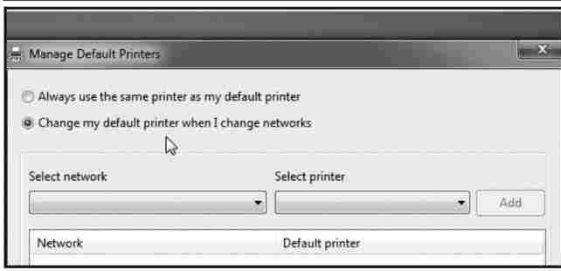 Manage Default Printers
Always use the same printer as my default printer
Change my default printer when I change networks
Select network
Select printer
Add
Network
Default printer